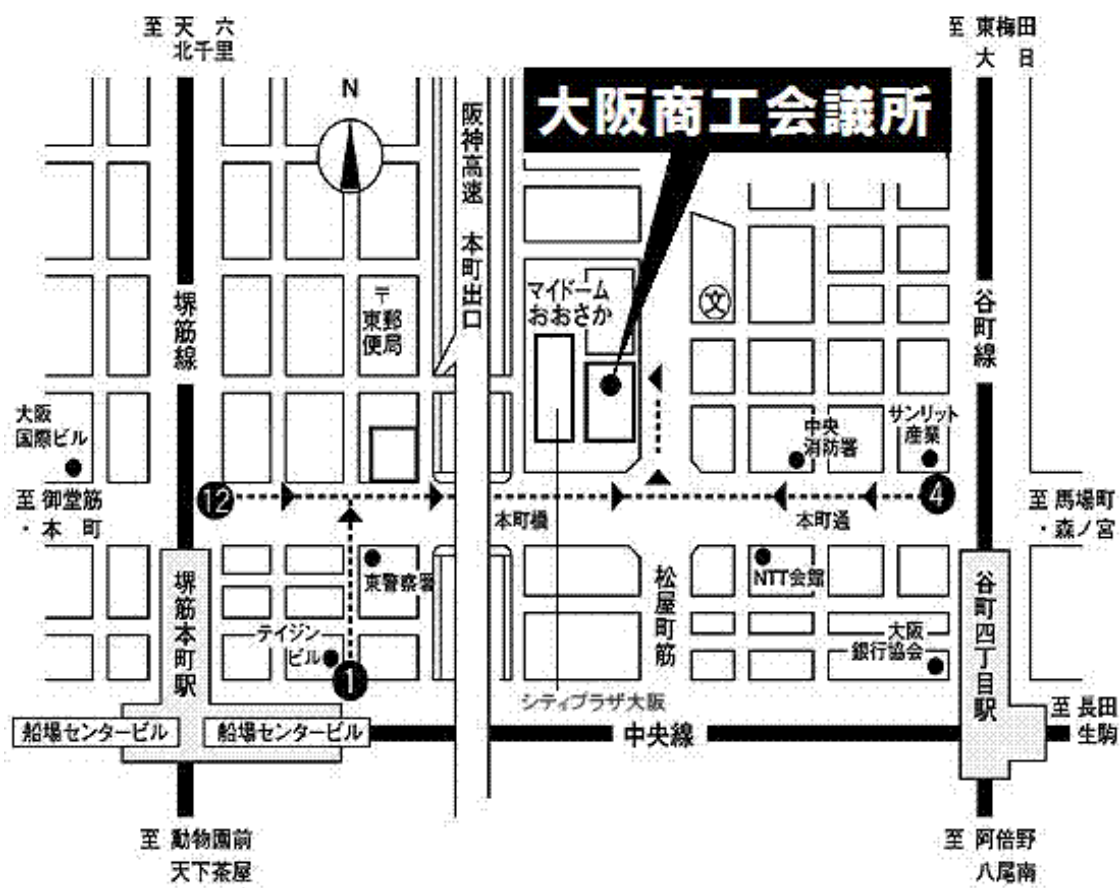 至 天 六
北千里
至 東梅田
大 日
N
阪神高速 本町出口
大阪商工会議所
堺筋線
〒
東郵
便局
マイドーム
おおさか
文
谷町線
大阪
国際ビル
中央
消防署
サンリット
産業
至 御堂筋
・本 町
12
4
本町橋
本町通
至 馬場町
・森ノ宮
東警察署
NTT会館
堺筋本町駅
松屋町筋
谷町四丁目駅
テイジン
ビル
1
大阪
銀行協会
シティプラザ大阪
船場センタービル
船場センタービル
中央線
至 長田
生駒
至 動物園前
天下茶屋
至 阿倍野
八尾南